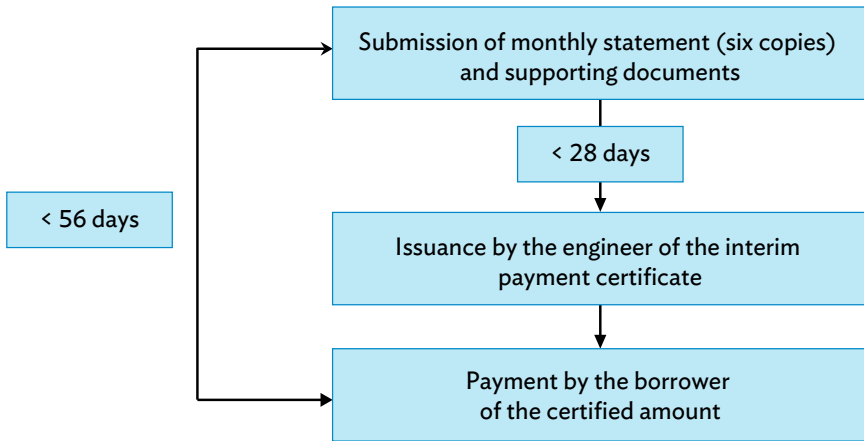 Submission of monthly statement (six copies)
and supporting documents
< 28 days
< 56 days
Issuance by the engineer of the interim
payment certificate
Payment by the borrower
of the certified amount